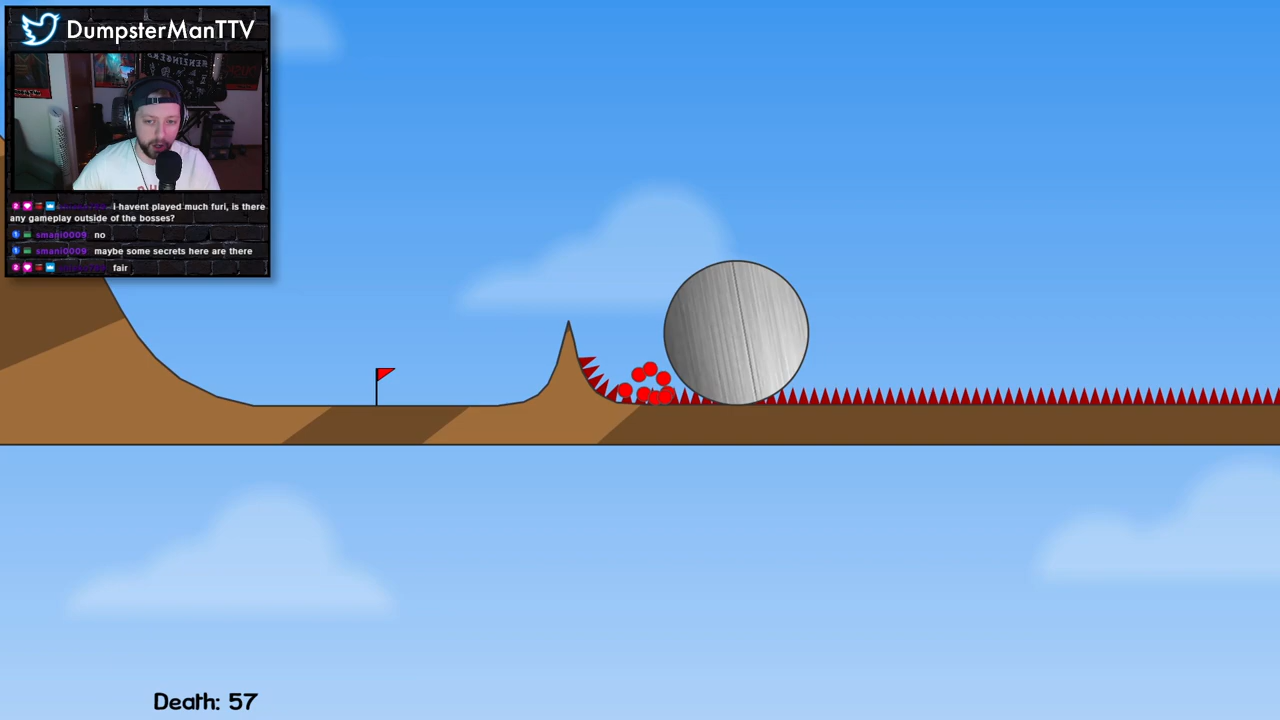 DumpsterManTTV
I havent played much furi, is there
any gameplay outside of the bosses?
smani0009 no
smani0009 maybe some secrets here are there
fair
Death: 57